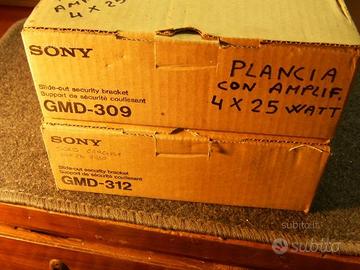 4 X 25
SONY
Slide-out security bracket
Support de sécurité coulissant
GMD-309
PLANCIA
CON AMPLIF.
4 X 25 WATT
SONY
Slide-out security bracket
Support de sécurité coulissant
GMD-312
subito.it
subito